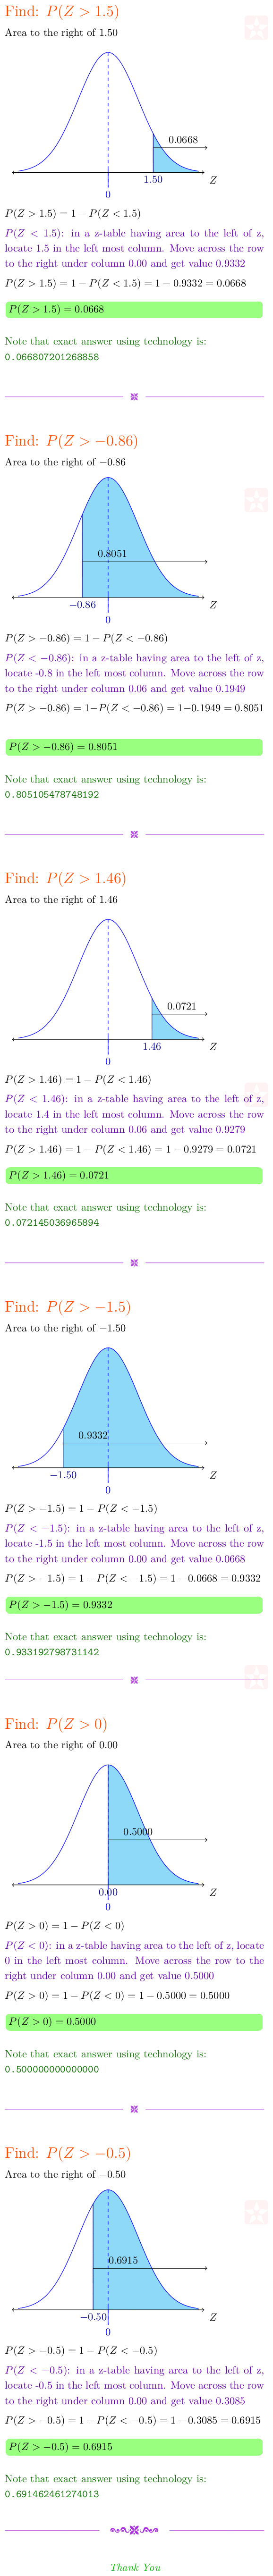 Find: P(Z > 1.5)
Area to the right of 1.50
0.0668
1.50
Z
0
P(Z > 1.5) = 1 − P(Z < 1.5)
P(Z < 1.5): in a z-table having area to the left of z,
locate 1.5 in the left most column. Move across the row
to the right under column 0.00 and get value 0.9332
P(Z > 1.5) = 1 − P(Z < 1.5) = 1 − 0.9332 = 0.0668
P(Z > 1.5) = 0.0668
Note that exact answer using technology is:
0.066807201268858
Find: P(Z > −0.86)
Area to the right of −0.86
0.8051
−0.86
Z
0
P(Z > −0.86) = 1 − P(Z < −0.86)
P(Z < −0.86): in a z-table having area to the left of z,
locate -0.8 in the left most column. Move across the row
to the right under column 0.06 and get value 0.1949
P(Z > −0.86) = 1−P(Z < −0.86) = 1−0.1949 = 0.8051
P(Z > −0.86) = 0.8051
Note that exact answer using technology is:
0.805105478748192
Find: P(Z > 1.46)
Area to the right of 1.46
0.0721
1.46
Z
0
P(Z > 1.46) = 1 − P(Z < 1.46)
P(Z < 1.46): in a z-table having area to the left of z,
locate 1.4 in the left most column. Move across the row
to the right under column 0.06 and get value 0.9279
P(Z > 1.46) = 1 − P(Z < 1.46) = 1 − 0.9279 = 0.0721
P(Z > 1.46) = 0.0721
Note that exact answer using technology is:
0.072145036965894
Find: P(Z > −1.5)
Area to the right of −1.50
0.9332
−1.50
Z
0
P(Z > −1.5) = 1 − P(Z < −1.5)
P(Z < −1.5): in a z-table having area to the left of z,
locate -1.5 in the left most column. Move across the row
to the right under column 0.00 and get value 0.0668
P(Z > −1.5) = 1 − P(Z < −1.5) = 1 − 0.0668 = 0.9332
P(Z > −1.5) = 0.9332
Note that exact answer using technology is:
0.933192798731142
Find: P(Z > 0)
Area to the right of 0.00
0.5000
0.00
Z
0
P(Z > 0) = 1 − P(Z < 0)
P(Z < 0): in a z-table having area to the left of z, locate
0 in the left most column. Move across the row to the
right under column 0.00 and get value 0.5000
P(Z > 0) = 1 − P(Z < 0) = 1 − 0.5000 = 0.5000
P(Z > 0) = 0.5000
Note that exact answer using technology is:
0.500000000000000
Find: P(Z > −0.5)
Area to the right of −0.50
0.6915
−0.50
Z
0
P(Z > −0.5) = 1 − P(Z < −0.5)
P(Z < −0.5): in a z-table having area to the left of z,
locate -0.5 in the left most column. Move across the row
to the right under column 0.00 and get value 0.3085
P(Z > −0.5) = 1 − P(Z < −0.5) = 1 − 0.3085 = 0.6915
P(Z > −0.5) = 0.6915
Note that exact answer using technology is:
0.691462461274013
Thank You